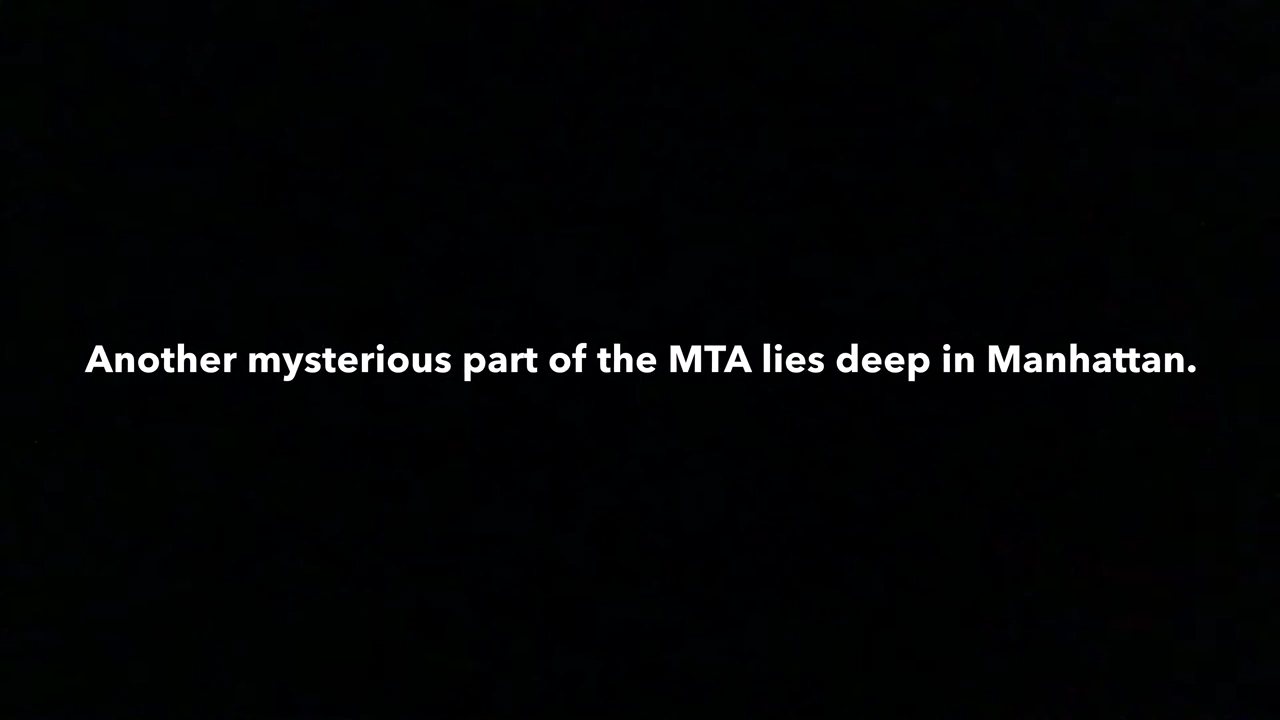 Another mysterious part of the MTA lies deep in Manhattan.